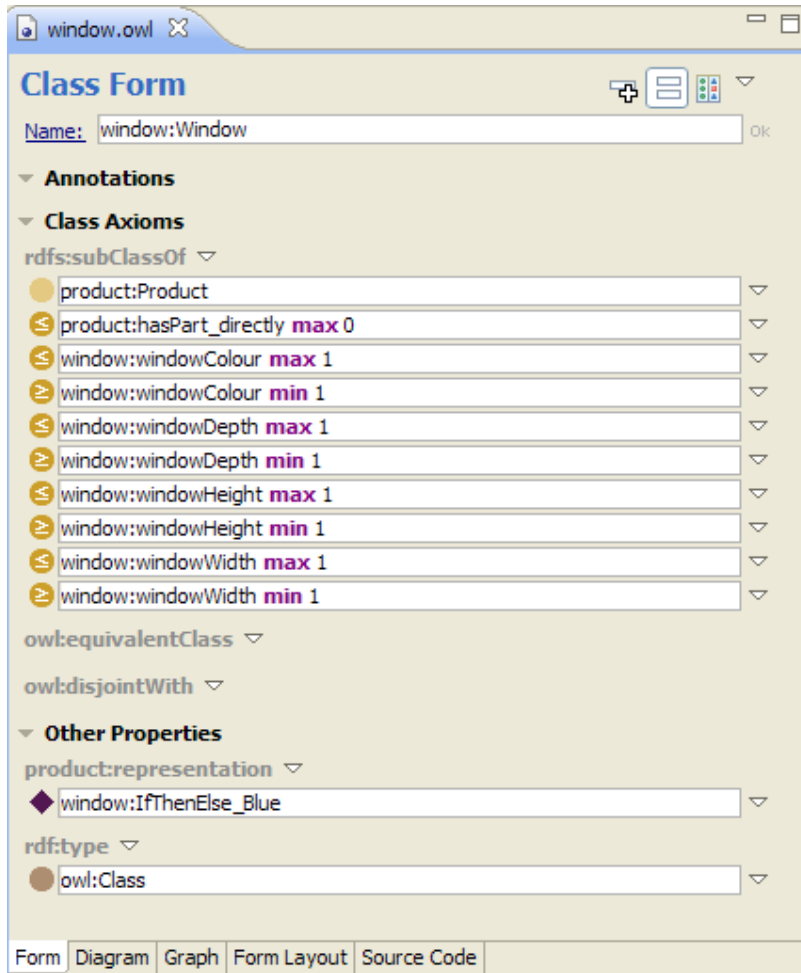 window.owl
Class Form
Name: window:Window Ok
Annotations
Class Axioms
rdfs:subClassOf
product:Product
≤ product:hasPart_directly max 0
≤ window:windowColour max 1
≥ window:windowColour min 1
≤ window:windowDepth max 1
≥ window:windowDepth min 1
≤ window:windowHeight max 1
≥ window:windowHeight min 1
≤ window:windowWidth max 1
≥ window:windowWidth min 1
owl:equivalentClass
owl:disjointWith
Other Properties
product:representation
window:IfThenElse_Blue
rdf:type
owl:Class
Form Diagram Graph Form Layout Source Code